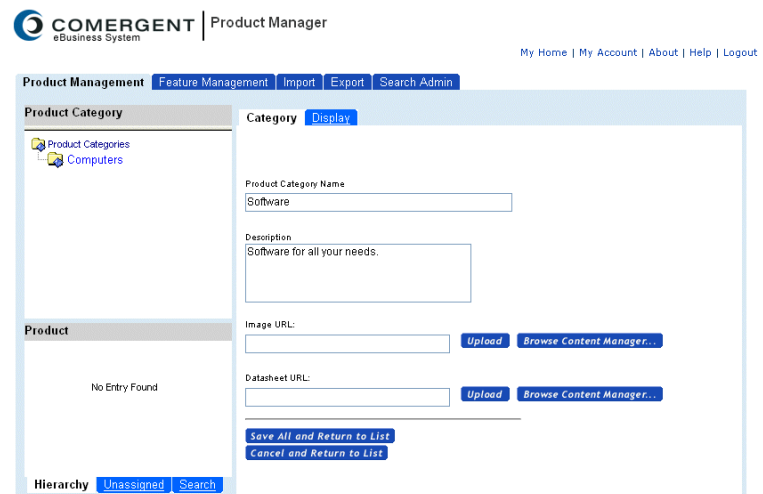 COMERGENT
eBusiness System
Product Manager
My Home | My Account | About | Help | Logout
Product Management
Feature Management
Import
Export
Search Admin
Product Category
Product Categories
Computers
Category
Display
Product Category Name
Software
Description
Software for all your needs.
Image URL:
Upload
Browse Content Manager...
Datasheet URL:
Upload
Browse Content Manager...
Save All and Return to List
Cancel and Return to List
Product
No Entry Found
Hierarchy
Unassigned
Search